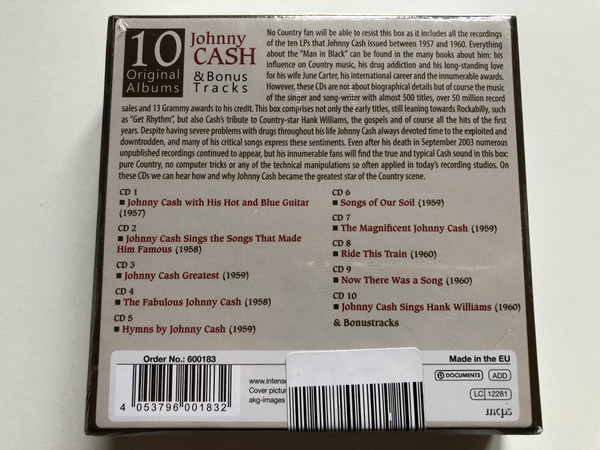 10
Original
Albums
Johnny
CASH
& Bonus
Tracks
No Country fan will be able to resist this box as it includes all the recordings
of the ten LPs that Johnny Cash issued between 1957 and 1960. Everything
about the “Man in Black” can be found in the many books about him: his
influence on Country music, his drug addiction and his long-standing love
for his wife June Carter, his international career and the innumerable awards.
However, these CDs are not about biographical details but of course the music
of the singer and song-writer with almost 500 titles, over 50 million record
sales and 13 Grammy awards to his credit. This box comprises not only the early titles, still leaning towards Rockabilly, such
as “Get Rhythm”, but also Cash’s tribute to Country-star Hank Williams, the gospels and of course all the hits of the first
years. Despite having severe problems with drugs throughout his life Johnny Cash always devoted time to the exploited and
downtrodden, and many of his critical songs express these sentiments. Even after his death in September 2003 numerous
unpublished recordings continued to appear, but his innumerable fans will find the true and typical Cash sound in this box:
pure Country, no computer tricks or any of the technical manipulations so often applied in today’s recording studios. On
these CDs we can hear how and why Johnny Cash became the greatest star of the Country scene.
CD 1
■ Johnny Cash with His Hot and Blue Guitar
(1957)
CD 2
■ Johnny Cash Sings the Songs That Made
Him Famous (1958)
CD 3
■ Johnny Cash Greatest (1959)
CD 4
■ The Fabulous Johnny Cash (1958)
CD 5
■ Hymns by Johnny Cash (1959)
CD 6
■ Songs of Our Soil (1959)
CD 7
■ The Magnificent Johnny Cash (1959)
CD 8
■ Ride This Train (1960)
CD 9
■ Now There Was a Song (1960)
CD 10
■ Johnny Cash Sings Hank Williams (1960)
& Bonustracks
Order No.: 600183
4 053796 001832
www.intense
Cover pictur
akg-images
Made in the EU
DOCUMENTS
ADD
LC 12281
mcps